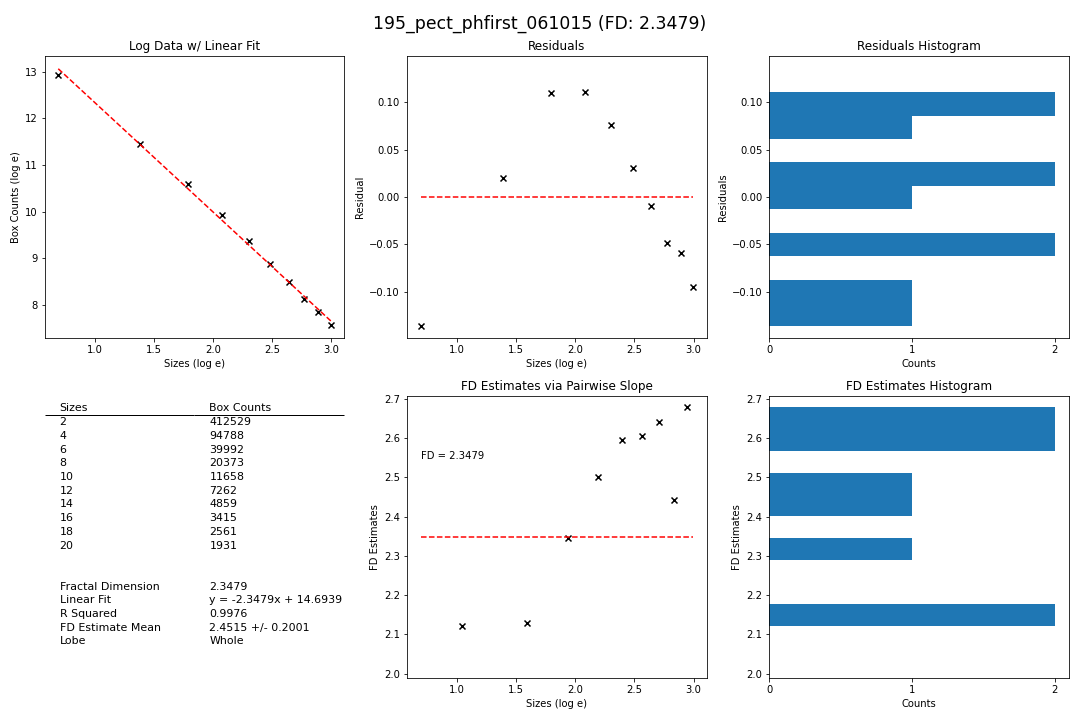 195_pect_phfirst_061015 (FD: 2.3479)
Log Data w/ Linear Fit
Box Counts (log e)
13
12
11
10
9
8
1.0 1.5 2.0 2.5 3.0
Sizes (log e)
Residuals
Residual
0.10
0.05
0.00
−0.05
−0.10
1.0 1.5 2.0 2.5 3.0
Sizes (log e)
Residuals Histogram
Residuals
0.10
0.05
0.00
−0.05
−0.10
0 1 2
Counts
Sizes Box Counts
2 412529
4 94788
6 39992
8 20373
10 11658
12 7262
14 4859
16 3415
18 2561
20 1931
Fractal Dimension 2.3479
Linear Fit y = -2.3479x + 14.6939
R Squared 0.9976
FD Estimate Mean 2.4515 +/- 0.2001
Lobe Whole
FD Estimates via Pairwise Slope
FD Estimates
2.7
2.6
2.5
2.4
2.3
2.2
2.1
2.0
FD = 2.3479
1.0 1.5 2.0 2.5 3.0
Sizes (log e)
FD Estimates Histogram
FD Estimates
2.7
2.6
2.5
2.4
2.3
2.2
2.1
2.0
0 1 2
Counts